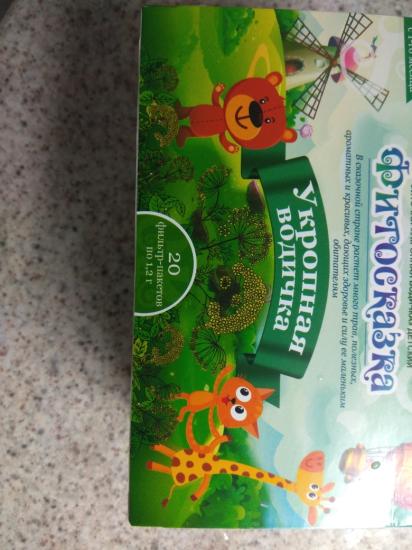 ДЕТСКИЙ
Фитосказка
В сказочной стране растет много трав, полезных,
ароматных и красивых, дающих здоровье и силу ее маленьким
обитателям
Укропная
водичка
20
фильтр-пакетов
по 1,2 г